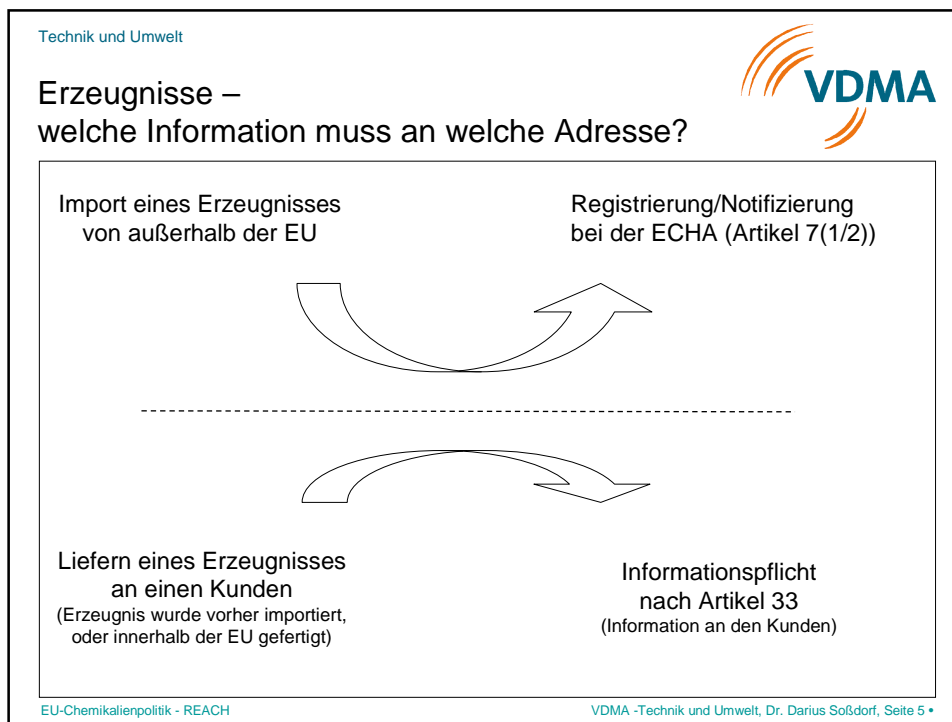 Technik und Umwelt
VDMA
Erzeugnisse –
welche Information muss an welche Adresse?
Import eines Erzeugnisses
von außerhalb der EU
Registrierung/Notifizierung
bei der ECHA (Artikel 7(1/2))
Liefern eines Erzeugnisses
an einen Kunden
(Erzeugnis wurde vorher importiert,
oder innerhalb der EU gefertigt)
Informationspflicht
nach Artikel 33
(Information an den Kunden)
EU-Chemikalienpolitik - REACH
VDMA -Technik und Umwelt, Dr. Darius Soßdorf, Seite 5 •